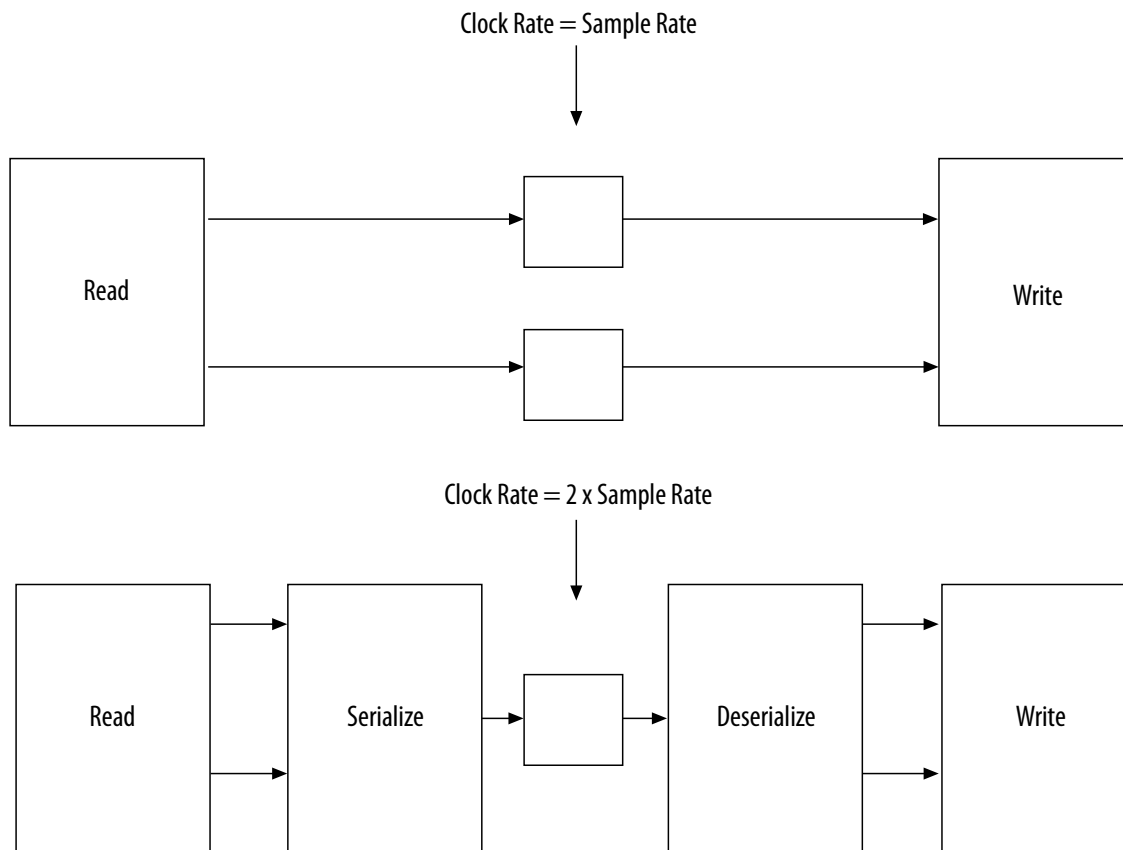 Clock Rate = Sample Rate
Read
Write
Clock Rate = 2 x Sample Rate
Read
Serialize
Deserialize
Write